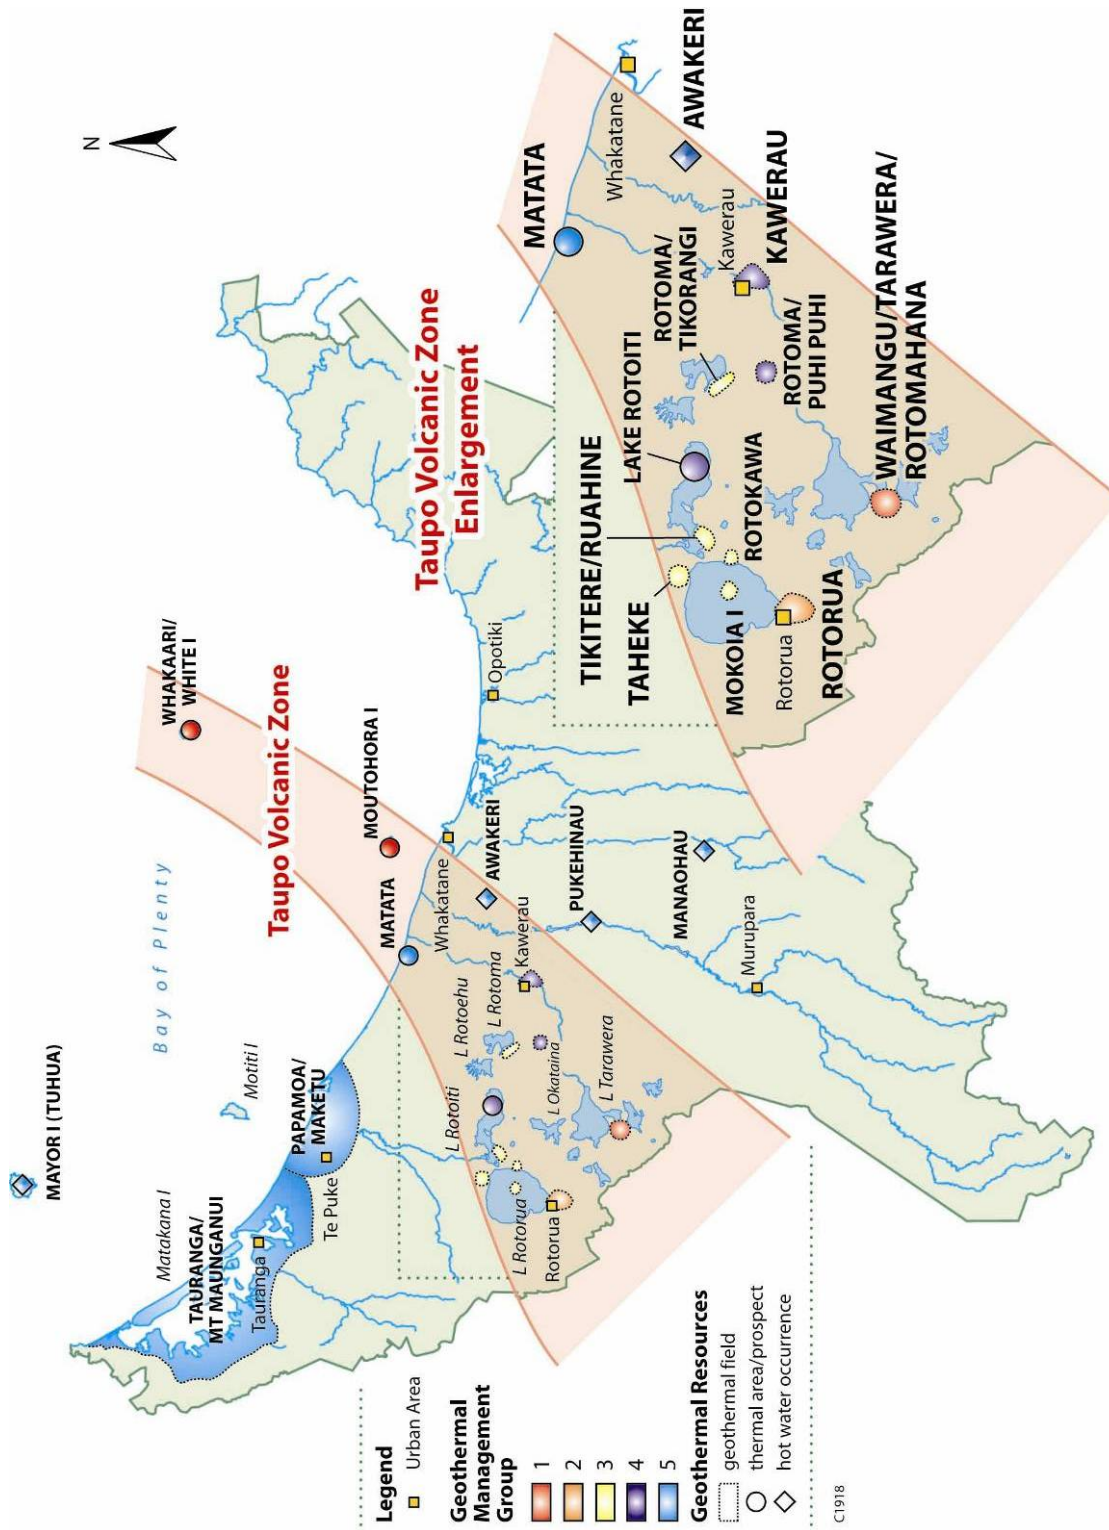 N
MAYOR I (TUHUA)
Bay of Plenty
WHAKAARI/
WHITE I
Taupo Volcanic Zone
Motiti I
Matakana I
TAURANGA/
MT MAUNGANUI
Tauranga
PAPAMOA/
MAKETU
Te Puke
MOUTOHORA I
MATATA
Whakatane
Opotiki
AWAKERI
L Rotoiti
L Rotoehu
L Rotoma
Kawerau
L Rotorua
L Okataina
L Tarawera
Rotorua
PUKEHINAU
MANAOHAU
Murupara
Taupo Volcanic Zone
Enlargement
MATATA
Whakatane
AWAKERI
LAKE ROTOITI
ROTOMA/
TIKORANGI
Kawerau
KAWERAU
TIKITERE/RUAHINE
TAHEKE
ROTOKAWA
ROTOMA/
PUHI PUHI
MOKOIA I
Rotorua
ROTORUA
WAIMANGU/TARAWERA/
ROTOMAHANA
Legend
Urban Area
Geothermal
Management
Group
1
2
3
4
5
Geothermal Resources
geothermal field
thermal area/prospect
hot water occurrence
C1918